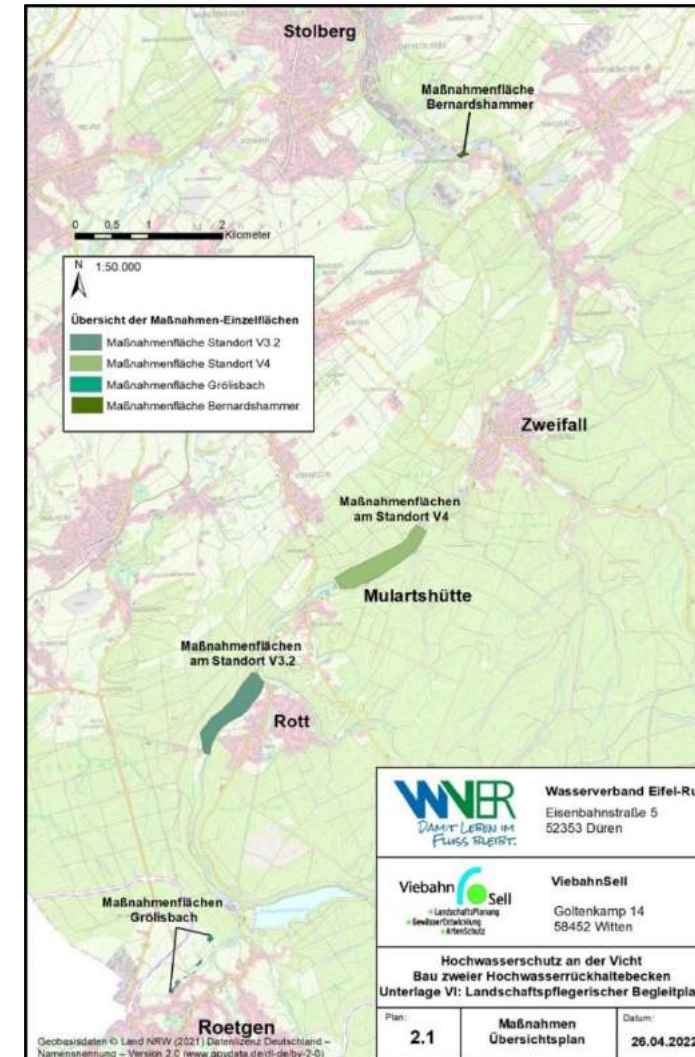 Stolberg
Maßnahmenfläche
Bernardshammer
0 0,5 1 2
Kilometer
N
1:50.000
Übersicht der Maßnahmen-Einzelflächen
Maßnahmenfläche Standort V3.2
Maßnahmenfläche Standort V4
Maßnahmenfläche Grölisbach
Maßnahmenfläche Bernardshammer
Zweifall
Maßnahmenflächen
am Standort V4
Mulartshütte
Maßnahmenflächen
am Standort V3.2
Rott
Maßnahmenflächen
Grölisbach
Roetgen
Geobasisdaten © Land NRW (2021) Datenlizenz Deutschland –
Namensnennung – Version 2.0 (www.govdata.de/dl-de/by-2-0)
WVER
DAMIT LEBEN IM
FLUSS BLEIBT.
Wasserverband Eifel-Ru
Eisenbahnstraße 5
52353 Düren
Viebahn Sell
LandschaftsPlanung
GewässerEntwicklung
ArtenSchutz
ViebahnSell
Goltenkamp 14
58452 Witten
Hochwasserschutz an der Vicht
Bau zweier Hochwasserrückhaltebecken
Unterlage VI: Landschaftspflegerischer Begleitpla
Plan:
2.1
Maßnahmen
Übersichtsplan
Datum:
26.04.2022